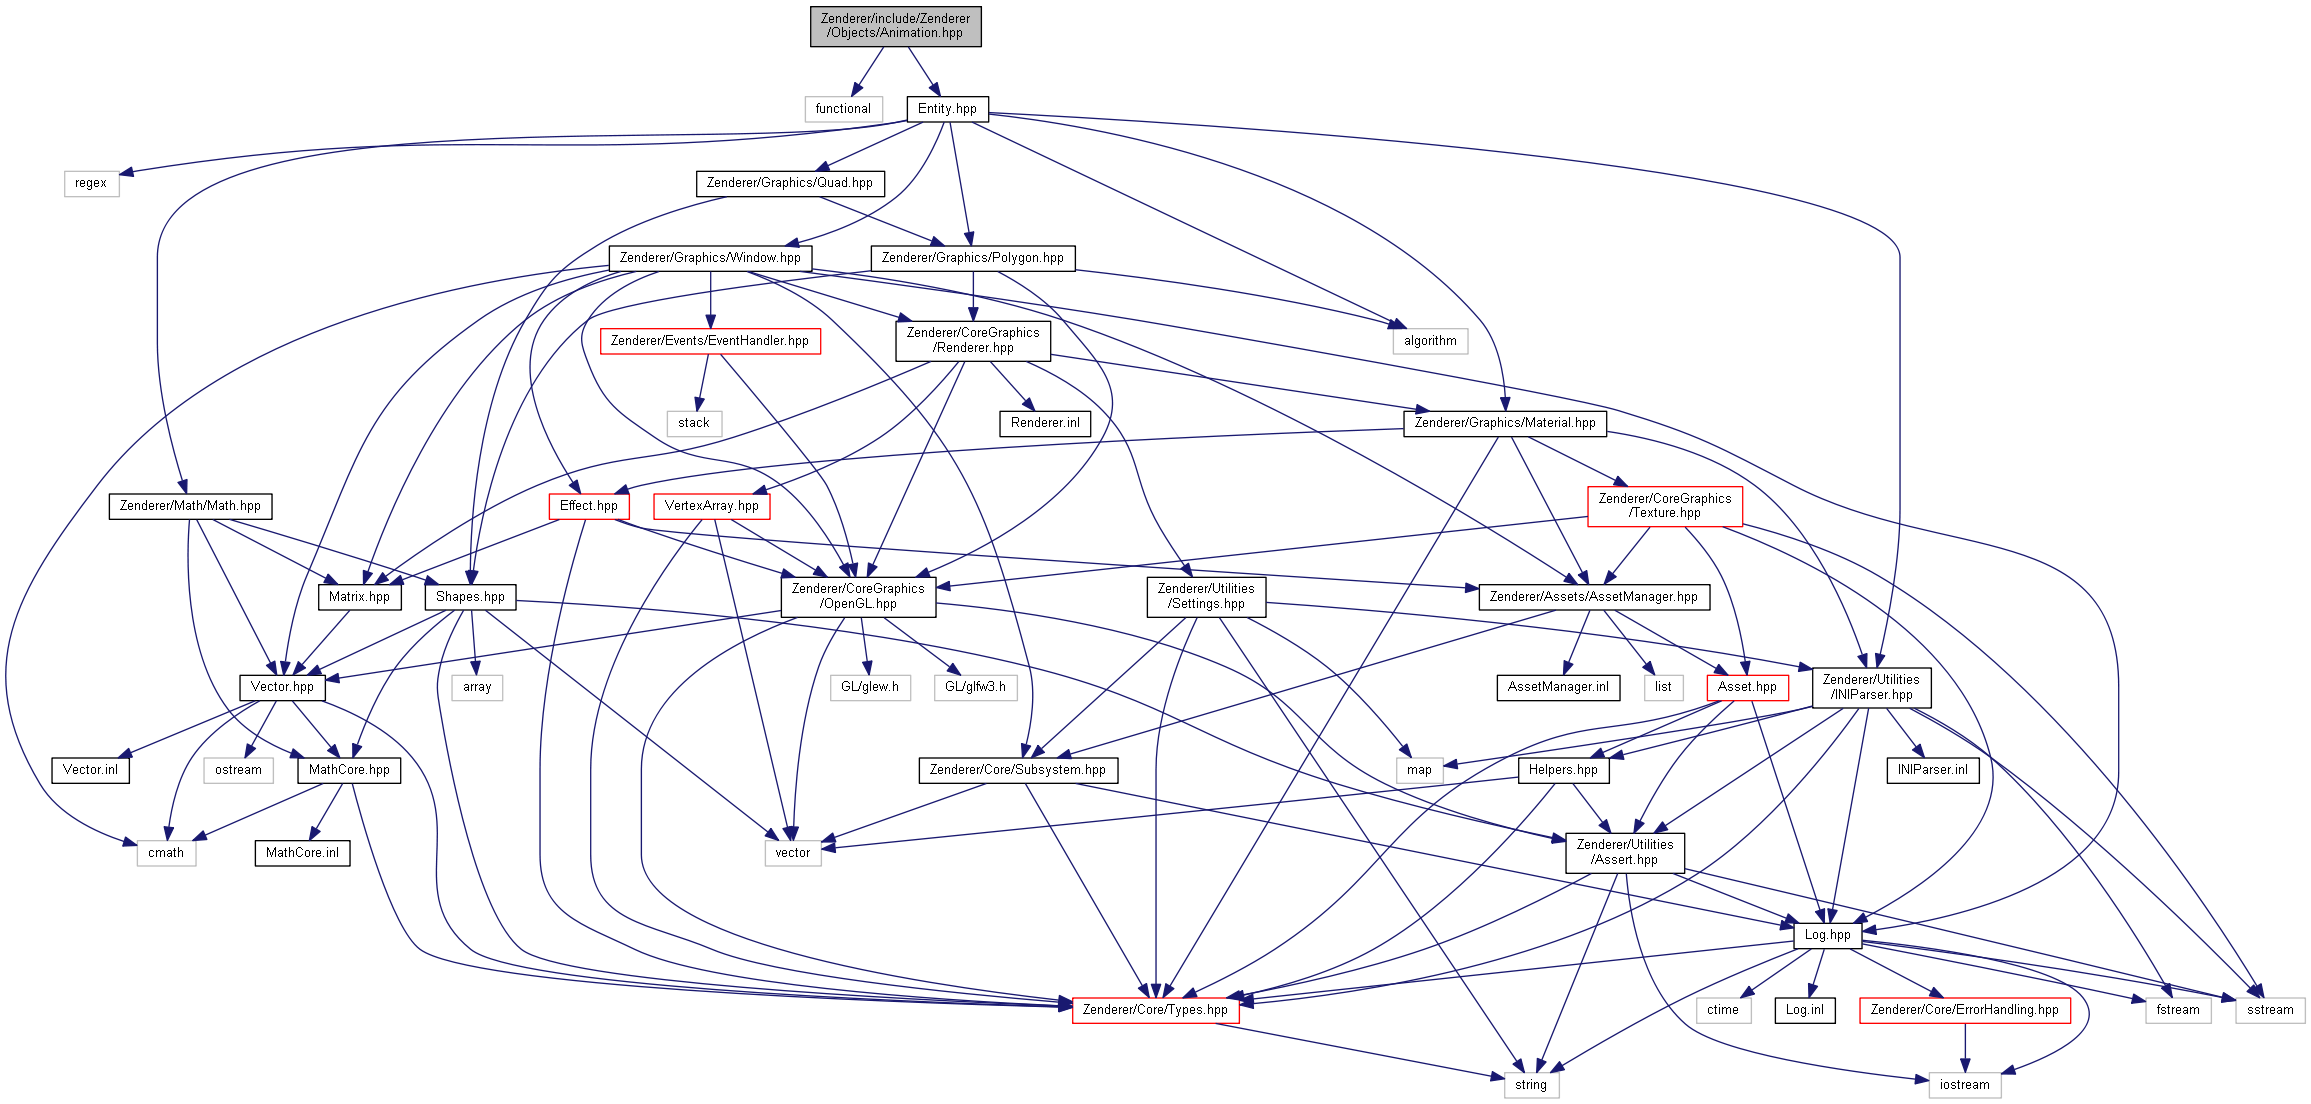 Zenderer/include/Zenderer
/Objects/Animation.hpp
functional
Entity.hpp
regex
Zenderer/Graphics/Quad.hpp
Zenderer/Graphics/Window.hpp
Zenderer/Graphics/Polygon.hpp
Zenderer/Events/EventHandler.hpp
Zenderer/CoreGraphics
/Renderer.hpp
algorithm
stack
Renderer.inl
Zenderer/Graphics/Material.hpp
Zenderer/Math/Math.hpp
Effect.hpp
VertexArray.hpp
Zenderer/CoreGraphics
/Texture.hpp
Matrix.hpp
Shapes.hpp
Zenderer/CoreGraphics
/OpenGL.hpp
Zenderer/Utilities
/Settings.hpp
Zenderer/Assets/AssetManager.hpp
Vector.hpp
array
GL/glew.h
GL/glfw3.h
AssetManager.inl
list
Asset.hpp
Zenderer/Utilities
/INIParser.hpp
Vector.inl
ostream
MathCore.hpp
Zenderer/Core/Subsystem.hpp
map
Helpers.hpp
INIParser.inl
cmath
MathCore.inl
vector
Zenderer/Utilities
/Assert.hpp
Log.hpp
Zenderer/Core/Types.hpp
ctime
Log.inl
Zenderer/Core/ErrorHandling.hpp
fstream
sstream
string
iostream